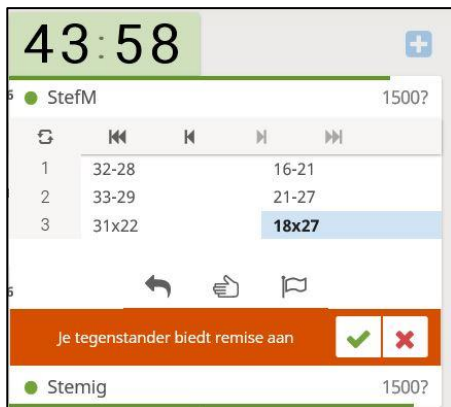 43:58
StefM 1500?
1 32-28 16-21
2 33-29 21-27
3 31x22 18x27
Je tegenstander biedt remise aan
Stemig 1500?